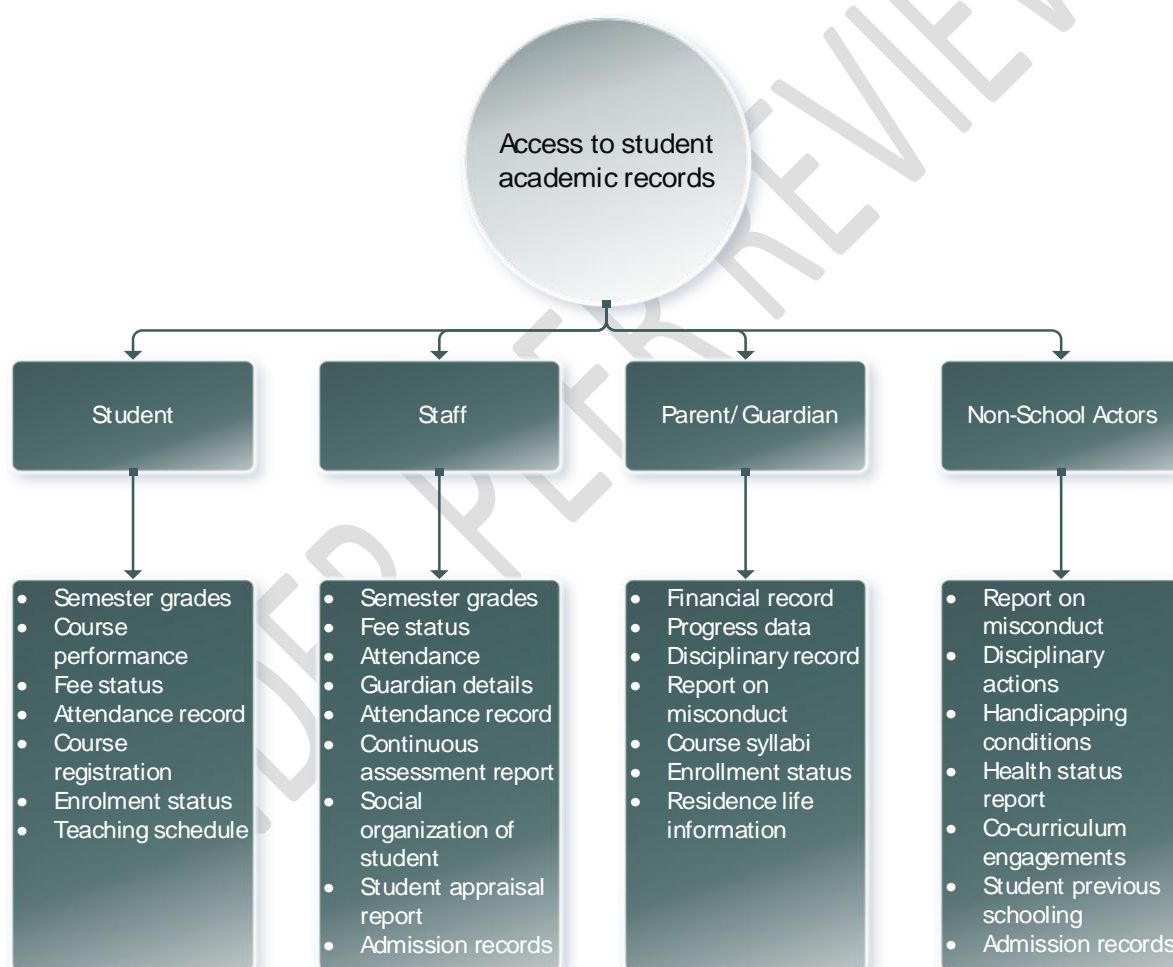 Access to student
academic records
Student
Staff
Parent/ Guardian
Non-School Actors
• Semester grades
• Course
performance
• Fee status
• Attendance record
• Course
registration
• Enrolment status
• Teaching schedule
• Semester grades
• Fee status
• Attendance
• Guardian details
• Attendance record
• Continuous
assessment report
• Social
organization of
student
• Student appraisal
report
• Admission records
• Financial record
• Progress data
• Disciplinary record
• Report on
misconduct
• Course syllabi
• Enrollment status
• Residence life
information
• Report on
misconduct
• Disciplinary
actions
• Handicapping
conditions
• Health status
report
• Co-curriculum
engagements
• Student previous
schooling
• Admission records
PEER REVIEW